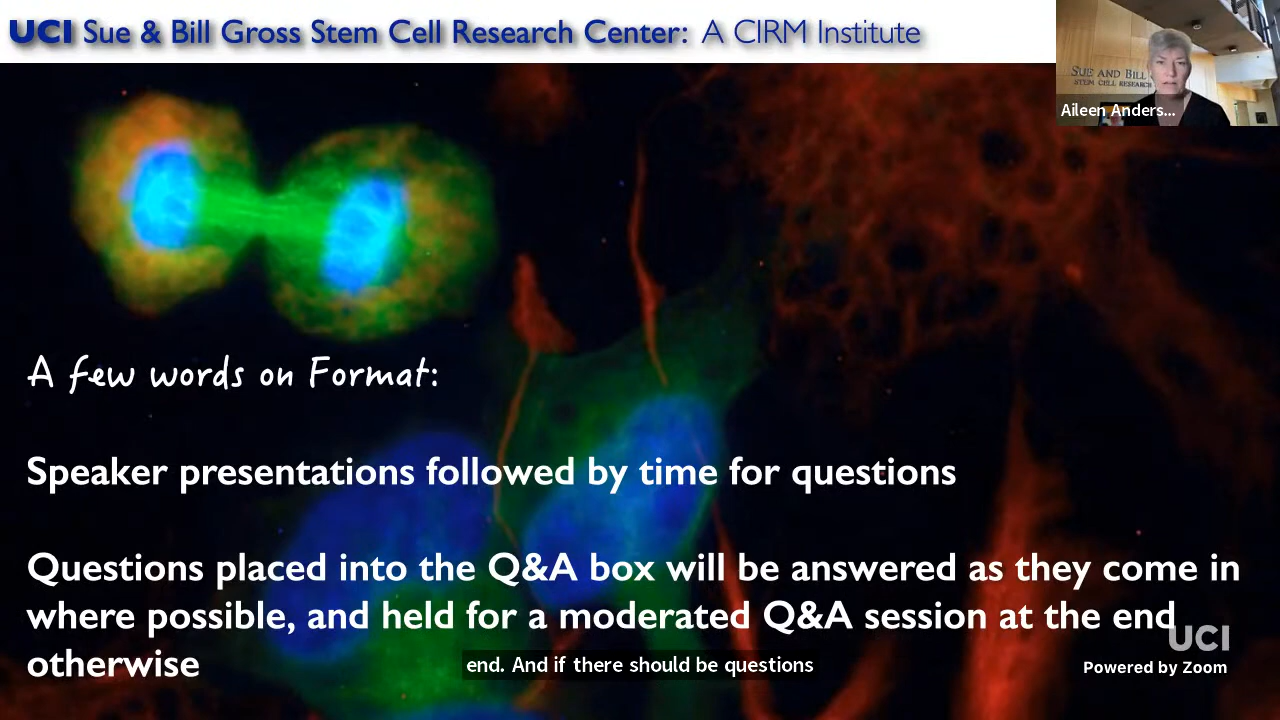 UCI Sue & Bill Gross Stem Cell Research Center: A CIRM Institute
SUE AND BILL
STEM CELL RESEARCH
Aileen Anders...
A few words on Format:
Speaker presentations followed by time for questions
Questions placed into the Q&A box will be answered as they come in
where possible, and held for a moderated Q&A session at the end
otherwise
end. And if there should be questions
UCI
Powered by Zoom